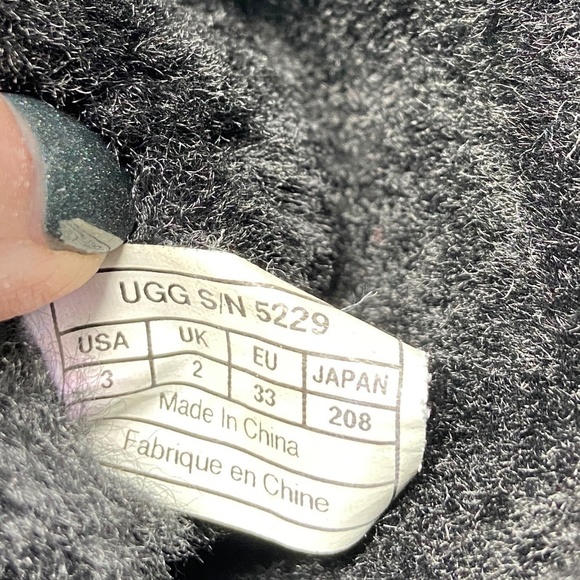 UGG S/N 5229
USA UK EU JAPAN
3 2 33 208
Made In China
Fabrique en Chine